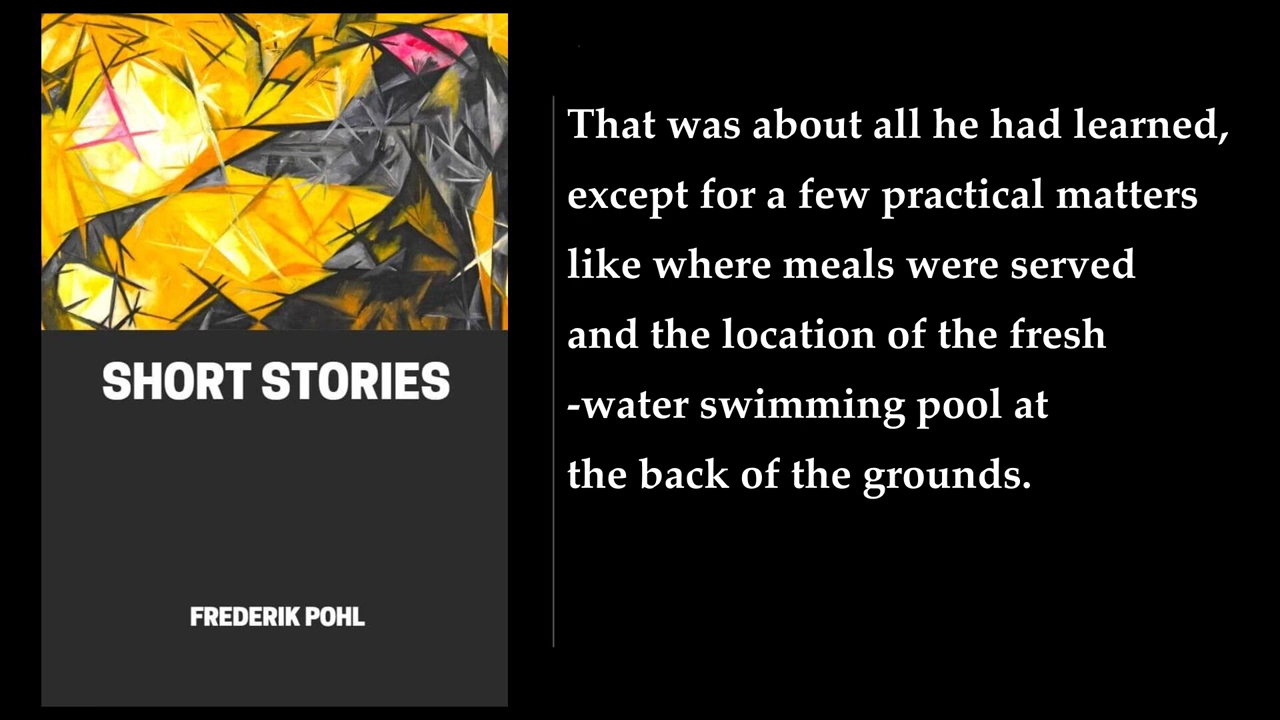 SHORT STORIES
FREDERIK POHL
That was about all he had learned,
except for a few practical matters
like where meals were served
and the location of the fresh
-water swimming pool at
the back of the grounds.